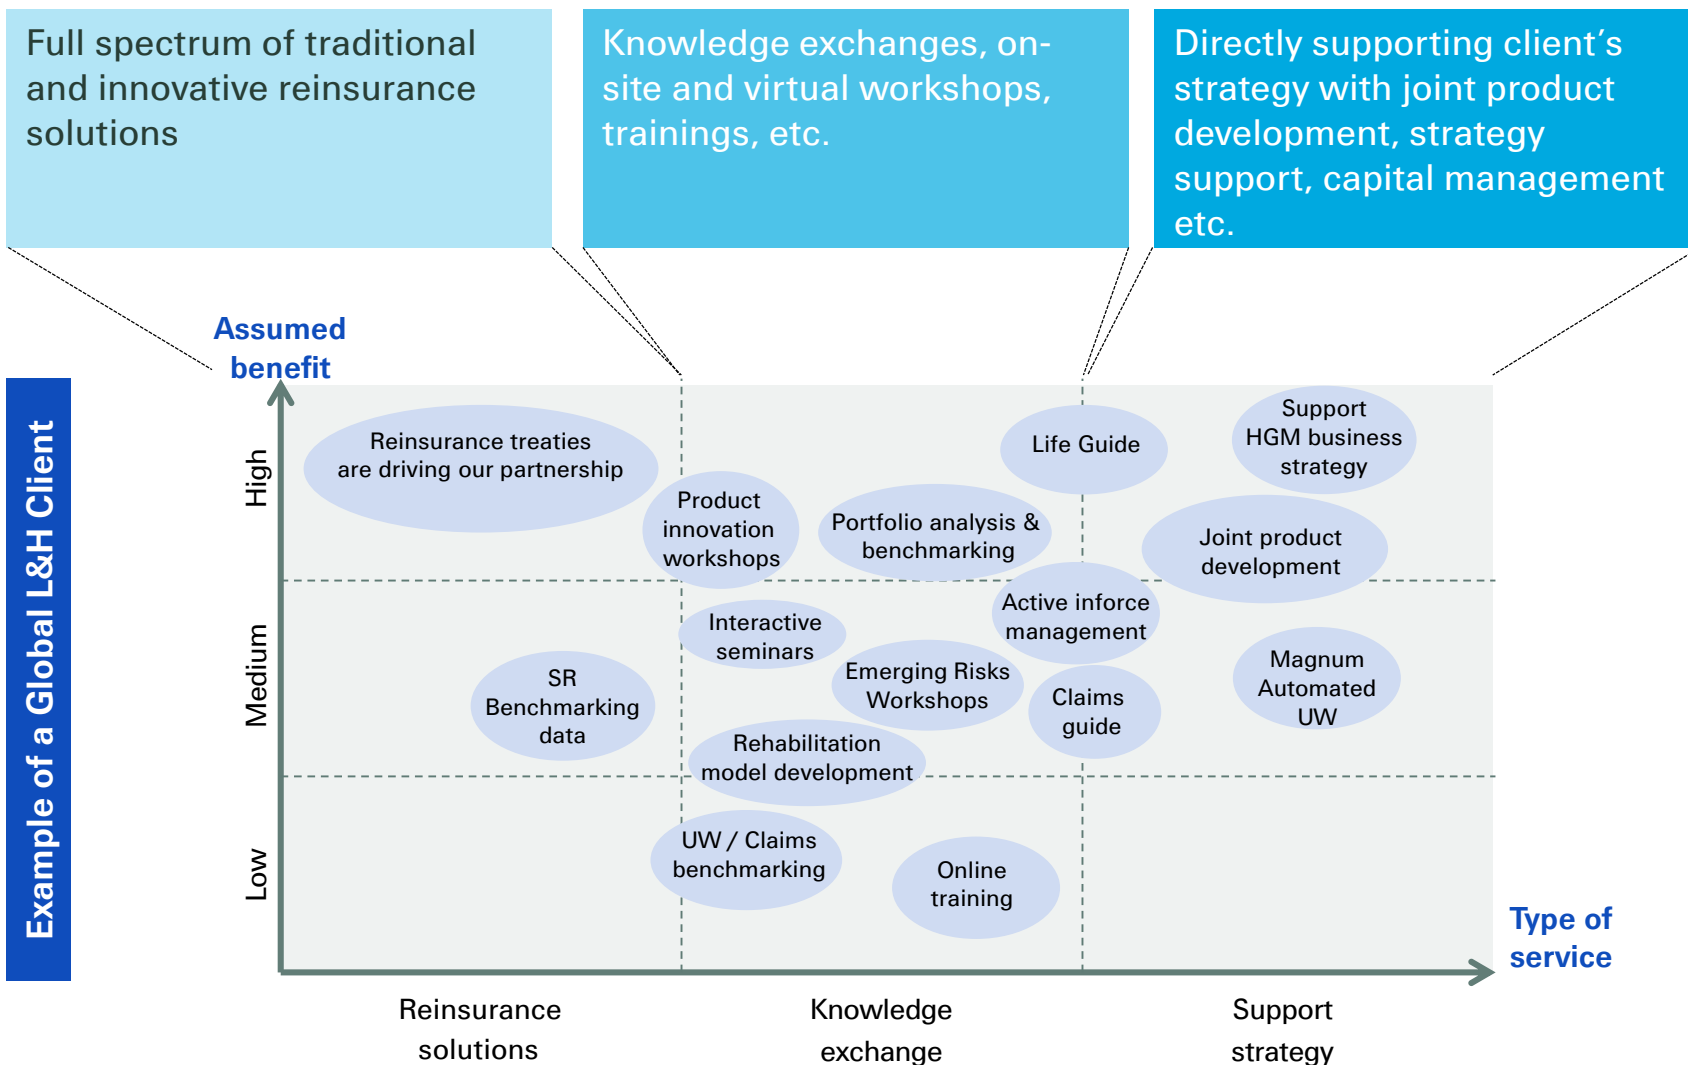 Full spectrum of traditional
and innovative reinsurance
solutions
Knowledge exchanges, on-
site and virtual workshops,
trainings, etc.
Directly supporting client’s
strategy with joint product
development, strategy
support, capital management
etc.
Example of a Global L&H Client
Assumed
benefit
High
Medium
Low
Reinsurance treaties
are driving our partnership
Product
innovation
workshops
Portfolio analysis &
benchmarking
Life Guide
Support
HGM business
strategy
Joint product
development
SR
Benchmarking
data
Interactive
seminars
Emerging Risks
Workshops
Active inforce
management
Claims
guide
Magnum
Automated
UW
Rehabilitation
model development
UW / Claims
benchmarking
Online
training
Type of
service
Reinsurance
solutions
Knowledge
exchange
Support
strategy